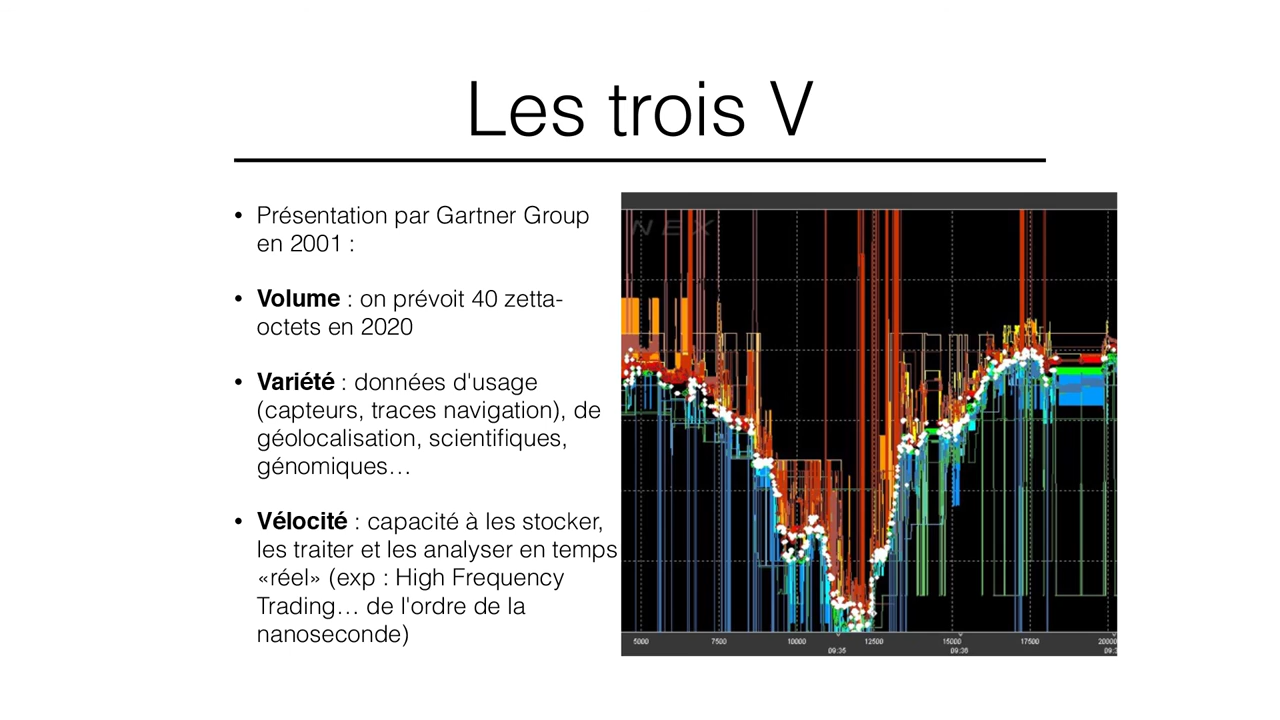 Les trois V
• Présentation par Gartner Group
en 2001 :
• Volume : on prévoit 40 zetta-
octets en 2020
• Variété : données d'usage
(capteurs, traces navigation), de
géolocalisation, scientifiques,
génomiques…
• Vélocité : capacité à les stocker,
les traiter et les analyser en temps
«réel» (exp : High Frequency
Trading… de l'ordre de la
nanoseconde)
NEX
5000 7500 10000 12500 15000 17500 20000
09:35 09:36